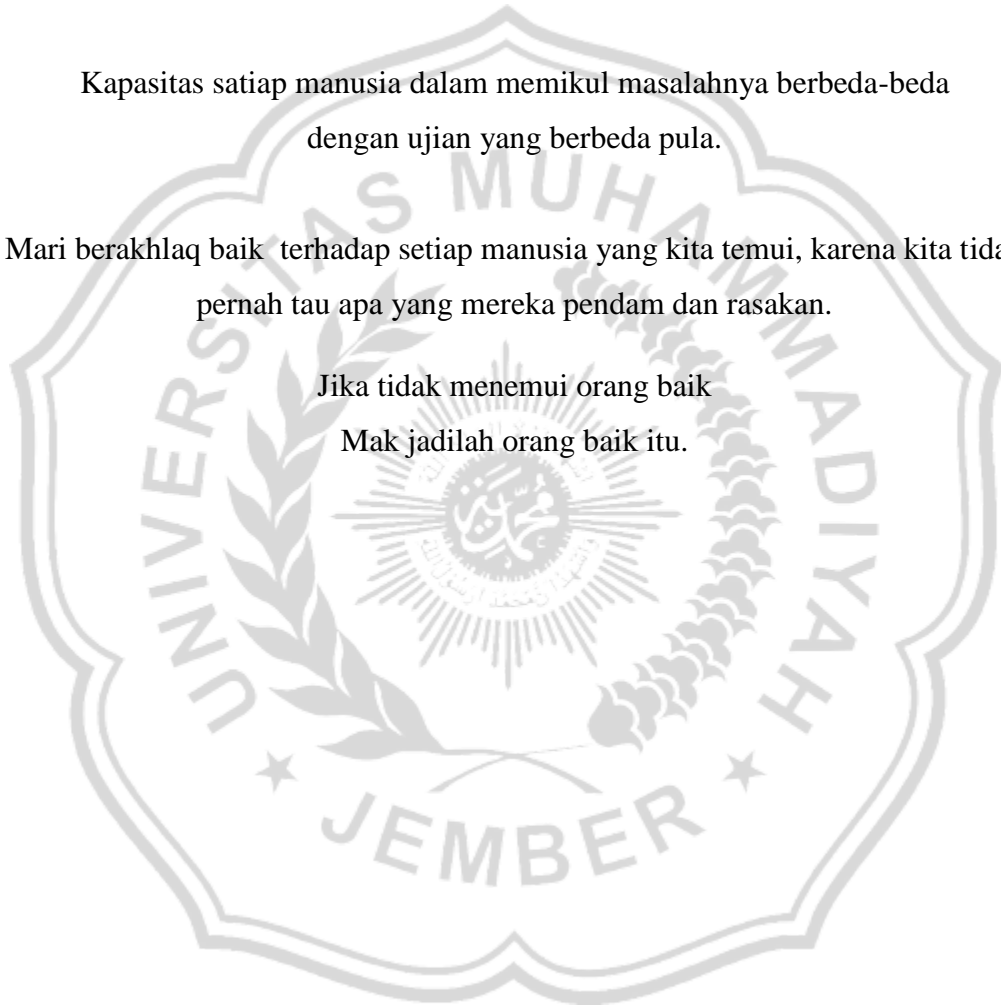 Kapasitas satiap manusia dalam memikul masalahnya berbeda-beda
dengan ujian yang berbeda pula.
Mari berakhlaq baik terhadap setiap manusia yang kita temui, karena kita tida
pernah tau apa yang mereka pendam dan rasakan.
Jika tidak menemui orang baik
Mak jadilah orang baik itu.
UNIVERSITAS MUHAMMADIYAH
JEMBER